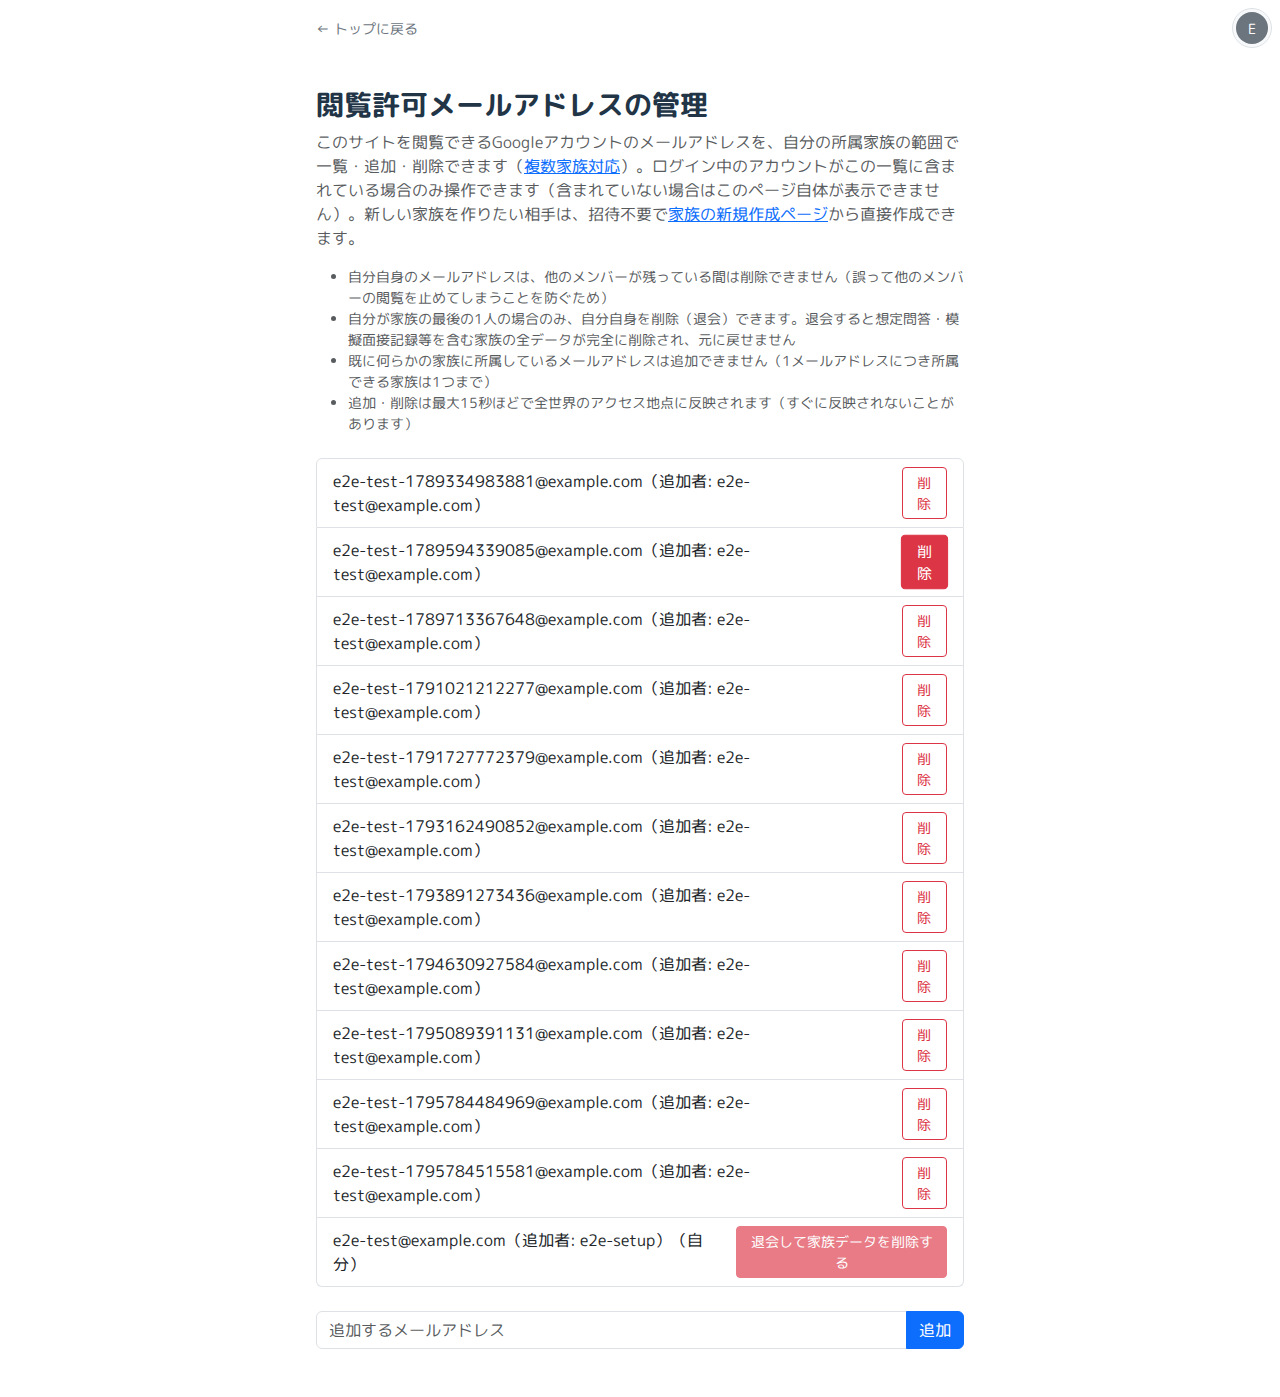 ← トップに戻る
E
閲覧許可メールアドレスの管理
このサイトを閲覧できるGoogleアカウントのメールアドレスを、自分の所属家族の範囲で
一覧・追加・削除できます（複数家族対応）。ログイン中のアカウントがこの一覧に含ま
れている場合のみ操作できます（含まれていない場合はこのページ自体が表示できませ
ん）。新しい家族を作りたい相手は、招待不要で家族の新規作成ページから直接作成でき
ます。
自分自身のメールアドレスは、他のメンバーが残っている間は削除できません（誤って他のメンバ
ーの閲覧を止めてしまうことを防ぐため）
自分が家族の最後の1人の場合のみ、自分自身を削除（退会）できます。退会すると想定問答・模
擬面接記録等を含む家族の全データが完全に削除され、元に戻せません
既に何らかの家族に所属しているメールアドレスは追加できません（1メールアドレスにつき所属
できる家族は1つまで）
追加・削除は最大15秒ほどで全世界のアクセス地点に反映されます（すぐに反映されないことが
あります）
e2e-test-1789334983881@example.com（追加者: e2e-
test@example.com）
削
除
e2e-test-1789594339085@example.com（追加者: e2e-
test@example.com）
削
除
e2e-test-1789713367648@example.com（追加者: e2e-
test@example.com）
削
除
e2e-test-1791021212277@example.com（追加者: e2e-
test@example.com）
削
除
e2e-test-1791727772379@example.com（追加者: e2e-
test@example.com）
削
除
e2e-test-1793162490852@example.com（追加者: e2e-
test@example.com）
削
除
e2e-test-1793891273436@example.com（追加者: e2e-
test@example.com）
削
除
e2e-test-1794630927584@example.com（追加者: e2e-
test@example.com）
削
除
e2e-test-1795089391131@example.com（追加者: e2e-
test@example.com）
削
除
e2e-test-1795784484969@example.com（追加者: e2e-
test@example.com）
削
除
e2e-test-1795784515581@example.com（追加者: e2e-
test@example.com）
削
除
e2e-test@example.com（追加者: e2e-setup）（自
分）
退会して家族データを削除す
る
追加するメールアドレス
追加